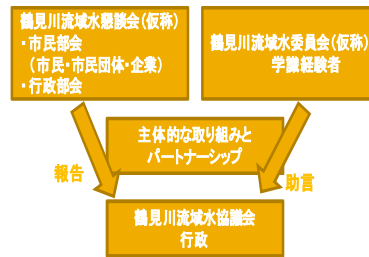 鶴見川流域水懇談会(仮称)
・市民部会
(市民・市民団体・企業)
・行政部会
鶴見川流域水委員会(仮称)
学識経験者
主体的な取り組みと
パートナーシップ
報告
助言
鶴見川流域水協議会
行政